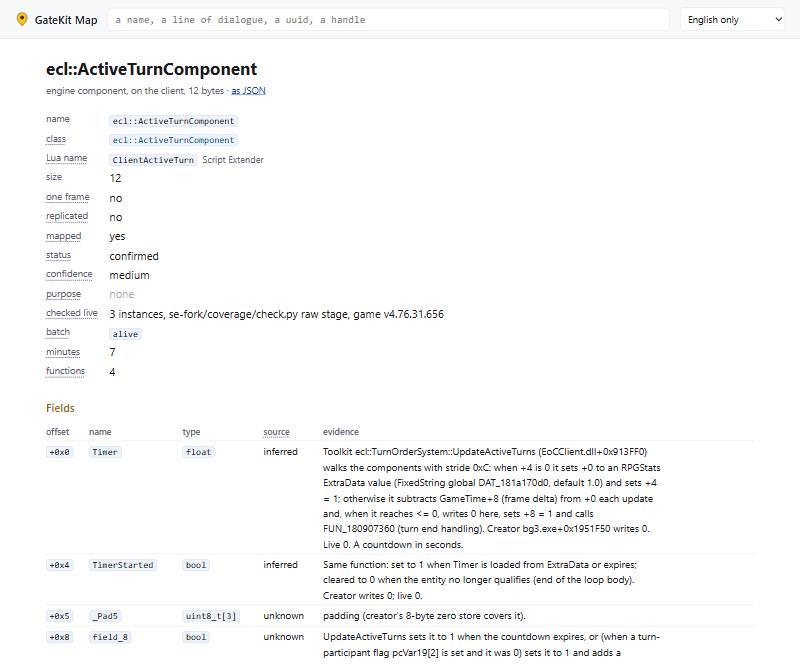 GateKit Map
a name, a line of dialogue, a uuid, a handle
English only
ecl::ActiveTurnComponent
engine component, on the client, 12 bytes · as JSON
name ecl::ActiveTurnComponent
class ecl::ActiveTurnComponent
Lua name ClientActiveTurn Script Extender
size 12
one frame no
replicated no
mapped yes
status confirmed
confidence medium
purpose none
checked live 3 instances, se-fork/coverage/check.py raw stage, game v4.76.31.656
batch alive
minutes 7
functions 4
Fields
offset name type source evidence
+0x0 Timer float inferred Toolkit ecl::TurnOrderSystem::UpdateActiveTurns (EoCClient.dll+0x913FF0)
walks the components with stride 0xC: when +4 is 0 it sets +0 to an RPGStats
ExtraData value (FixedString global DAT_181a170d0, default 1.0) and sets +4
= 1; otherwise it subtracts GameTime+8 (frame delta) from +0 each update
and, when it reaches <= 0, writes 0 here, sets +8 = 1 and calls
FUN_180907360 (turn end handling). Creator bg3.exe+0x1951F50 writes 0.
Live 0. A countdown in seconds.
+0x4 TimerStarted bool inferred Same function: set to 1 when Timer is loaded from ExtraData or expires;
cleared to 0 when the entity no longer qualifies (end of the loop body).
Creator writes 0; live 0.
+0x5 _Pad5 uint8_t[3] unknown padding (creator's 8-byte zero store covers it).
+0x8 field_8 bool unknown UpdateActiveTurns sets it to 1 when the countdown expires, or (when a turn-
participant flag pcVar19[2] is set and it was 0) sets it to 1 and adds a